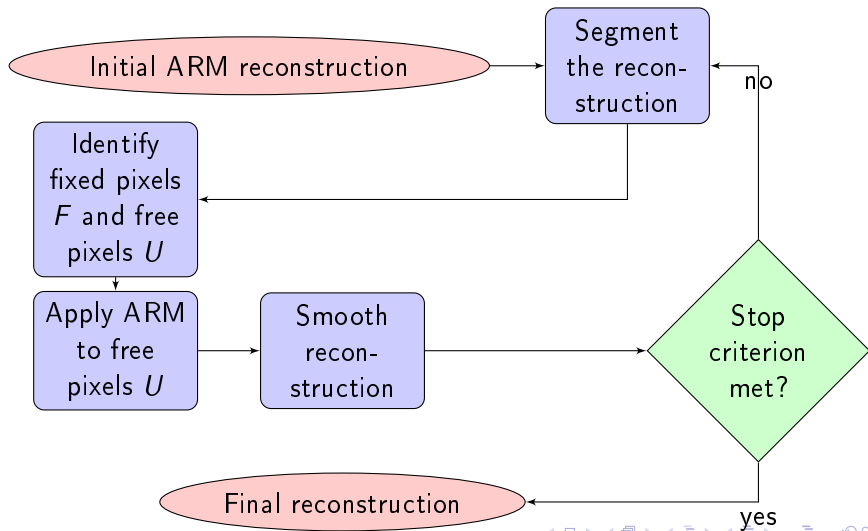 Initial ARM reconstruction
Segment
the recon-
struction
no
Identify
fixed pixels
F and free
pixels U
Apply ARM
to free
pixels U
Smooth
recon-
struction
Stop
criterion
met?
Final reconstruction
yes